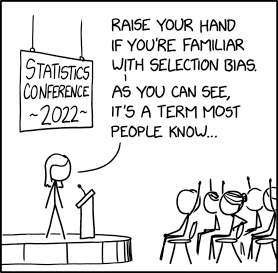 STATISTICS
CONFERENCE
~2022~
RAISE YOUR HAND
IF YOU'RE FAMILIAR
WITH SELECTION BIAS.
AS YOU CAN SEE,
IT'S A TERM MOST
PEOPLE KNOW...